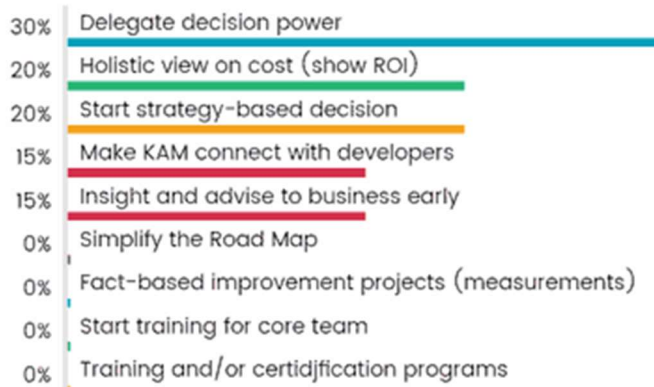 30% Delegate decision power
20% Holistic view on cost (show ROI)
20% Start strategy-based decision
15% Make KAM connect with developers
15% Insight and advise to business early
0% Simplify the Road Map
0% Fact-based improvement projects (measurements)
0% Start training for core team
0% Training and/or certidjfication programs